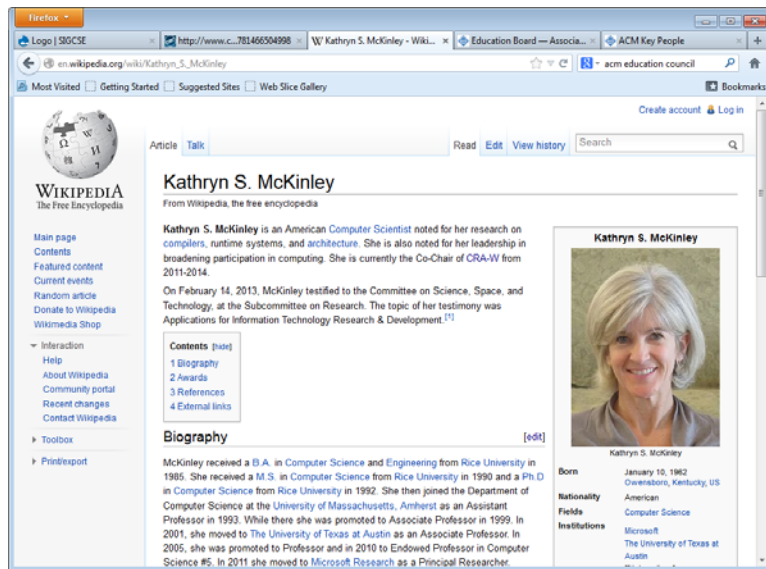 Firefox
Logo | SIGCSE
http://www.c...781466504998
Kathryn S. McKinley - Wiki...
Education Board — Associa...
ACM Key People
en.wikipedia.org/wiki/Kathryn_S._McKinley
acm education council
Most Visited
Getting Started
Suggested Sites
Web Slice Gallery
Bookmarks
Create account
Log in
Article
Talk
Read
Edit
View history
Search
WIKIPEDIA
The Free Encyclopedia
Main page
Contents
Featured content
Current events
Random article
Donate to Wikipedia
Wikimedia Shop
Interaction
Help
About Wikipedia
Community portal
Recent changes
Contact Wikipedia
Toolbox
Print/export
Kathryn S. McKinley
From Wikipedia, the free encyclopedia
Kathryn S. McKinley is an American Computer Scientist noted for her research on
compilers, runtime systems, and architecture. She is also noted for her leadership in
broadening participation in computing. She is currently the Co-Chair of CRA-W from
2011-2014.
On February 14, 2013, McKinley testified to the Committee on Science, Space, and
Technology, at the Subcommittee on Research. The topic of her testimony was
Applications for Information Technology Research & Development.[1]
Contents [hide]
1 Biography
2 Awards
3 References
4 External links
Biography
[edit]
McKinley received a B.A. in Computer Science and Engineering from Rice University in
1985. She received a M.S. in Computer Science from Rice University in 1990 and a Ph.D
in Computer Science from Rice University in 1992. She then joined the Department of
Computer Science at the University of Massachusetts, Amherst as an Assistant
Professor in 1993. While there she was promoted to Associate Professor in 1999. In
2001, she moved to The University of Texas at Austin as an Associate Professor. In
2005, she was promoted to Professor and in 2010 to Endowed Professor in Computer
Science #5. In 2011 she moved to Microsoft Research as a Principal Researcher.
Kathryn S. McKinley
Kathryn S. McKinley
Born January 10, 1962
Owensboro, Kentucky, US
Nationality American
Fields Computer Science
Institutions Microsoft
The University of Texas at
Austin